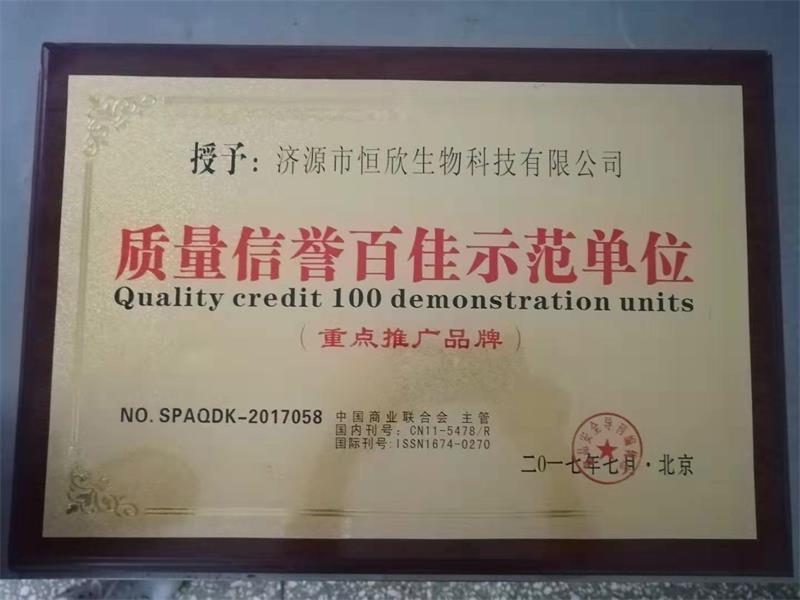 授予：济源市恒欣生物科技有限公司
质量信誉百佳示范单位
Quality credit 100 demonstration units
（重点推广品牌）
NO. SPAQDK-2017058
中国商业联合会 主管
国内刊号：CN11-5478/R
国际刊号:ISSN1674-0270
二〇一七年七月·北京